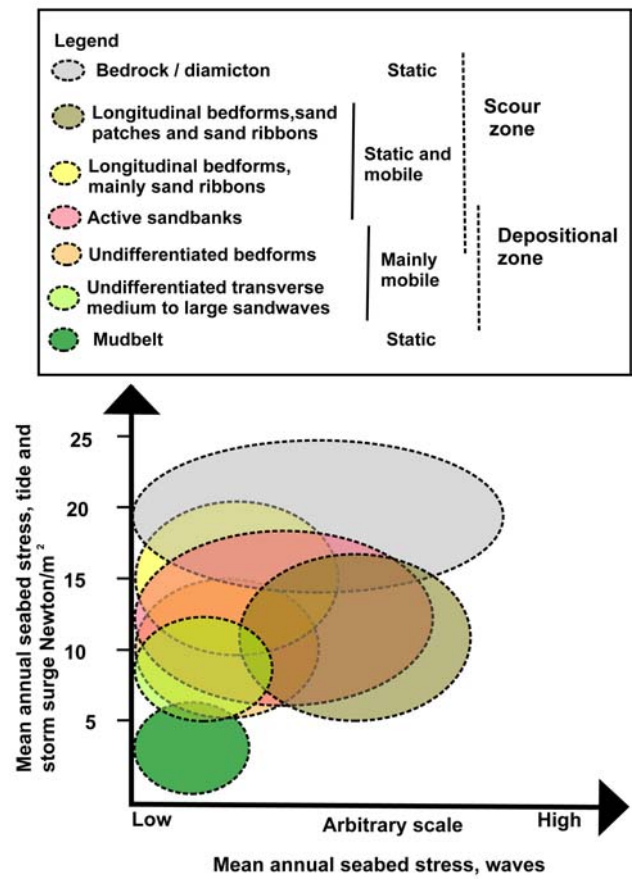 Legend
Bedrock / diamicton
Static
Longitudinal bedforms,sand
patches and sand ribbons
Longitudinal bedforms,
mainly sand ribbons
Static and
mobile
Active sandbanks
Undifferentiated bedforms
Undifferentiated transverse
medium to large sandwaves
Mainly
mobile
Mudbelt
Static
Scour
zone
Depositional
zone
Mean annual seabed stress, tide and
storm surge Newton/m²
25
20
15
10
5
Low
Arbitrary scale
High
Mean annual seabed stress, waves